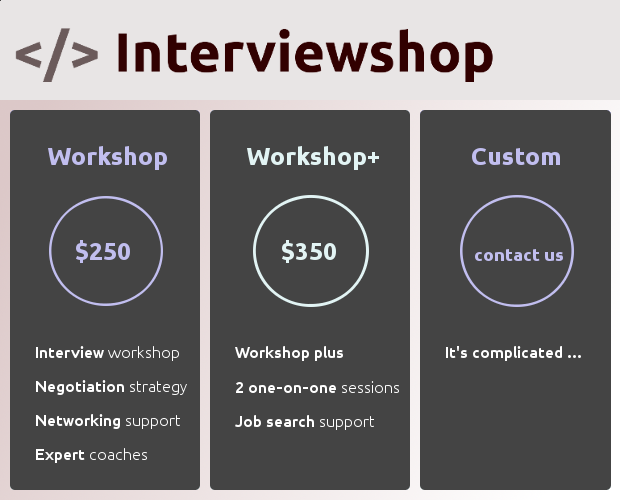 </> Interviewshop
Workshop
$250
Interview workshop
Negotiation strategy
Networking support
Expert coaches
Workshop+
$350
Workshop plus
2 one-on-one sessions
Job search support
Custom
contact us
It's complicated ...